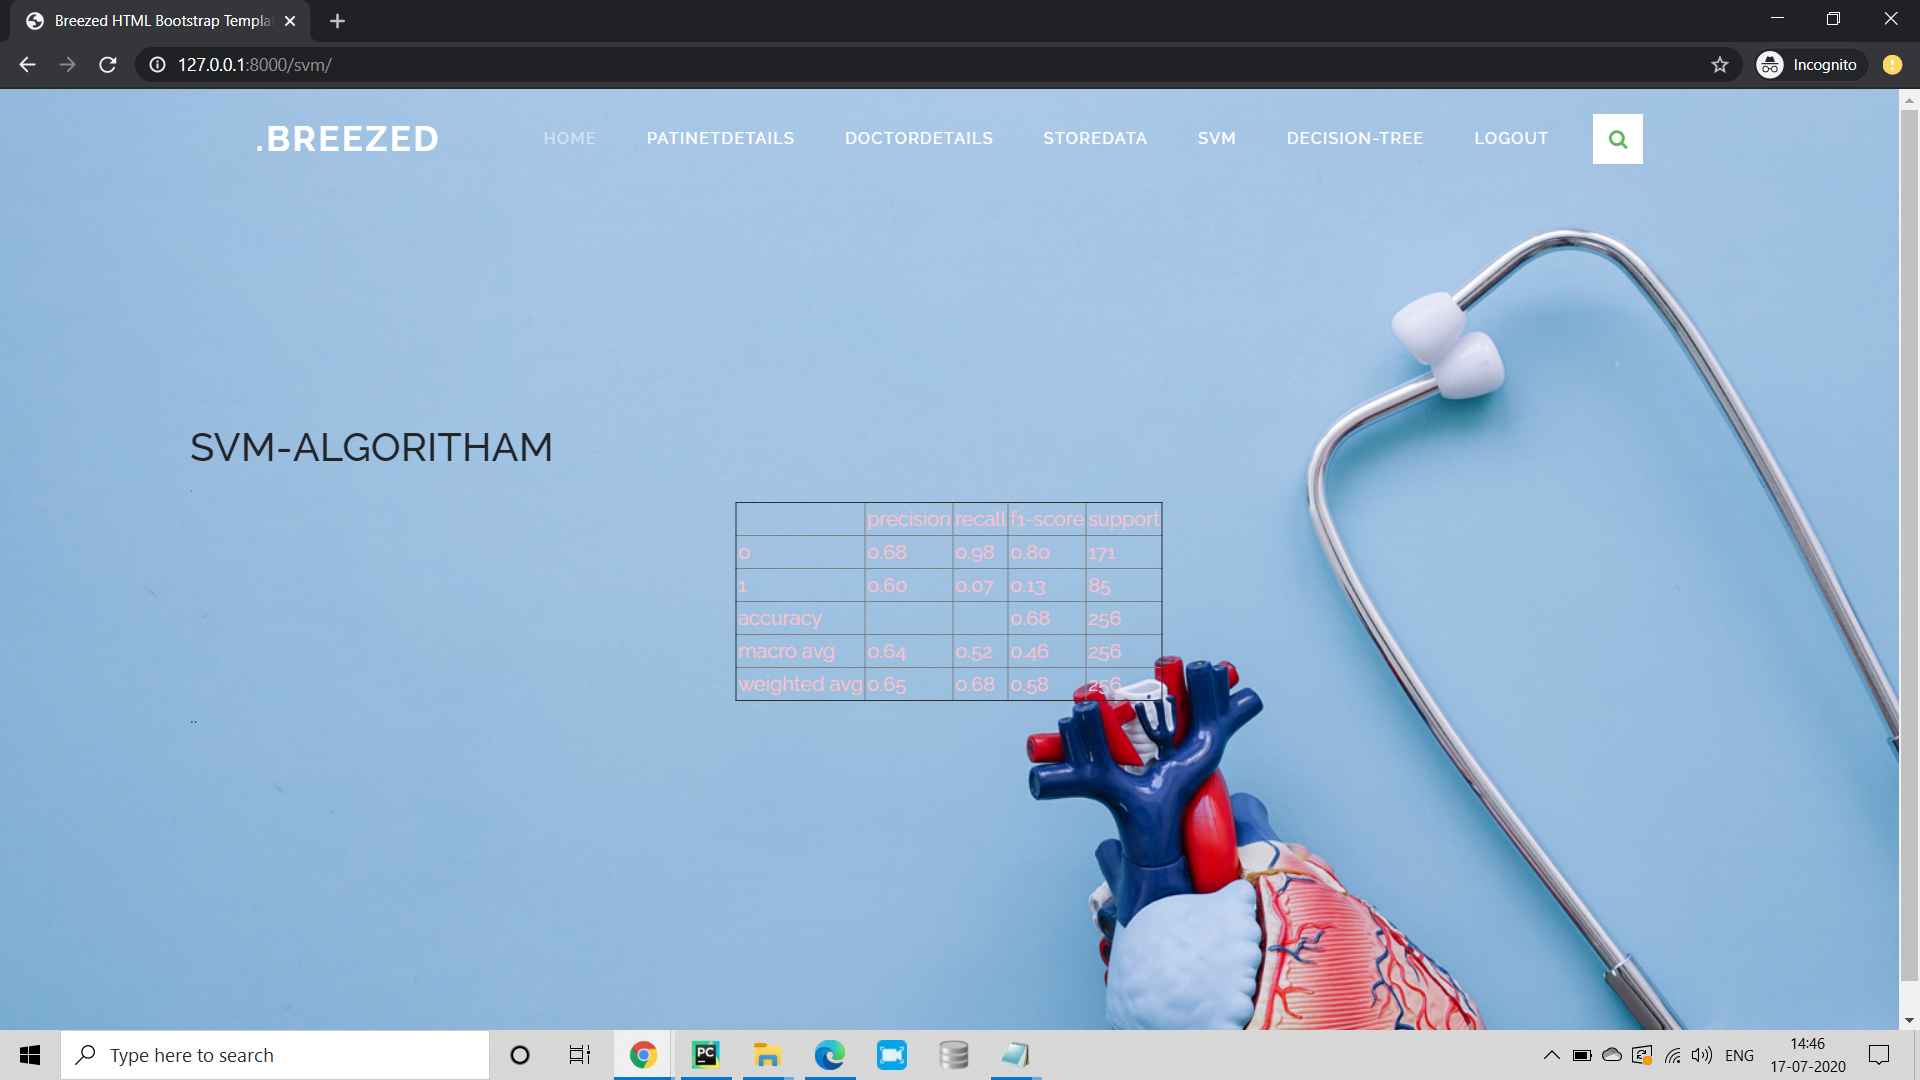 Breezed HTML Bootstrap Templa
127.0.0.1:8000/svm/
Incognito
.BREEZED HOME PATINETDETAILS DOCTORDETAILS STOREDATA SVM DECISION-TREE LOGOUT
SVM-ALGORITHAM
.
precision recall f1-score support
0 0.68 0.98 0.80 171
1 0.60 0.07 0.13 85
accuracy 0.68 256
macro avg 0.64 0.52 0.46 256
weighted avg 0.65 0.68 0.58 256
..
Type here to search
PC
ENG
14:46
17-07-2020